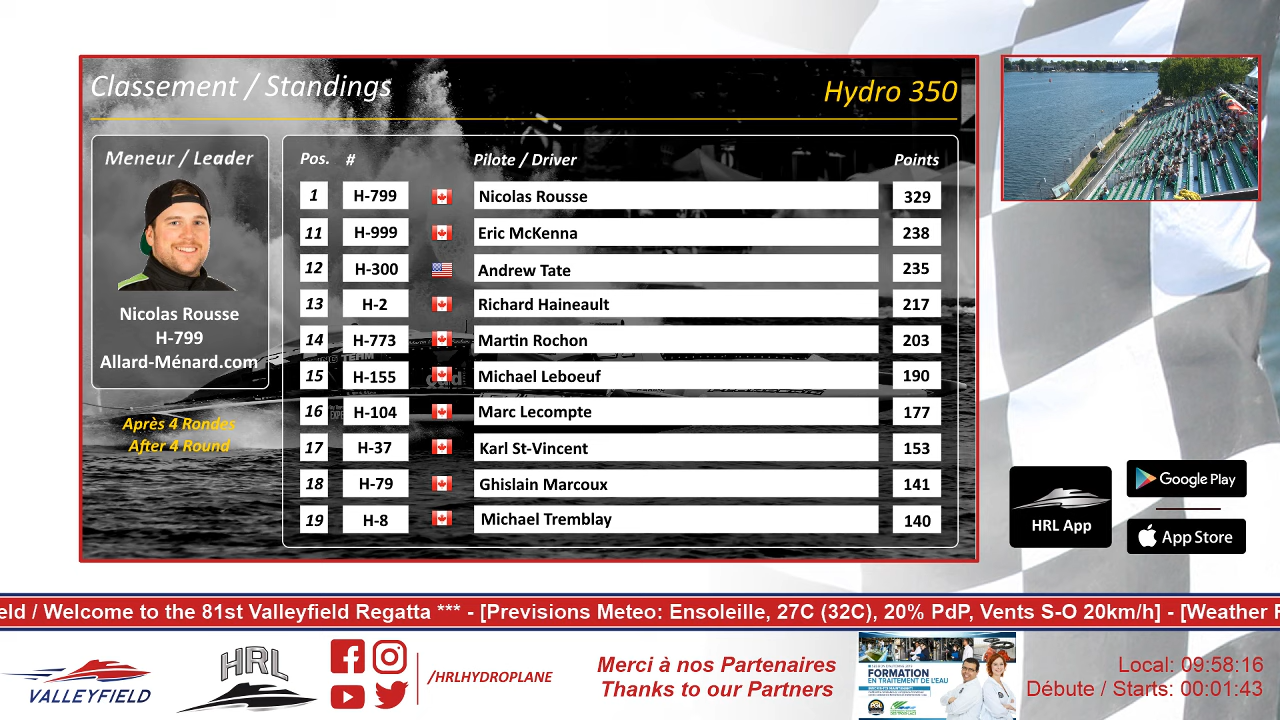 Classement / Standings
Hydro 350
Meneur / Leader
Nicolas Rousse
H-799
Allard-Ménard.com
Après 4 Rondes
After 4 Round
Pos. # Pilote / Driver Points
1 H-799 Nicolas Rousse 329
11 H-999 Eric McKenna 238
12 H-300 Andrew Tate 235
13 H-2 Richard Haineault 217
14 H-773 Martin Rochon 203
15 H-155 Michael Leboeuf 190
16 H-104 Marc Lecompte 177
17 H-37 Karl St-Vincent 153
18 H-79 Ghislain Marcoux 141
19 H-8 Michael Tremblay 140
HRL App
Google Play
App Store
eld / Welcome to the 81st Valleyfield Regatta *** - [Previsions Meteo: Ensoleille, 27C (32C), 20% PdP, Vents S-O 20km/h] - [Weather
VALLEYFIELD
HRL
/HRLHYDROPLANE
Merci à nos Partenaires
Thanks to our Partners
FORMATION
EN TRAITEMENT DE L'EAU
Local: 09:58:16
Débute / Starts: 00:01:43